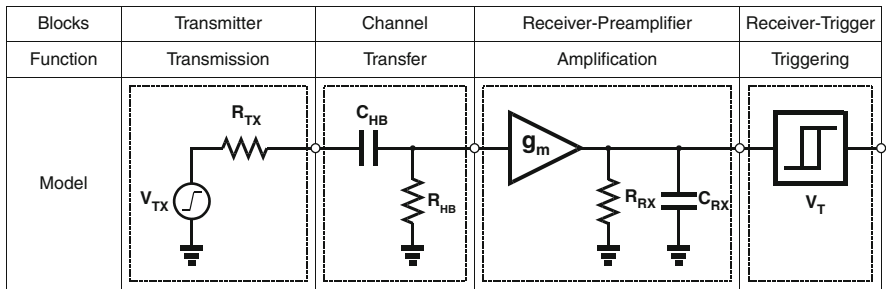 Blocks Transmitter Channel Receiver-Preamplifier Receiver-Trigger
Function Transmission Transfer Amplification Triggering
Model
R_TX
C_HB
g_m
V_TX
R_HB
R_RX
C_RX
V_T